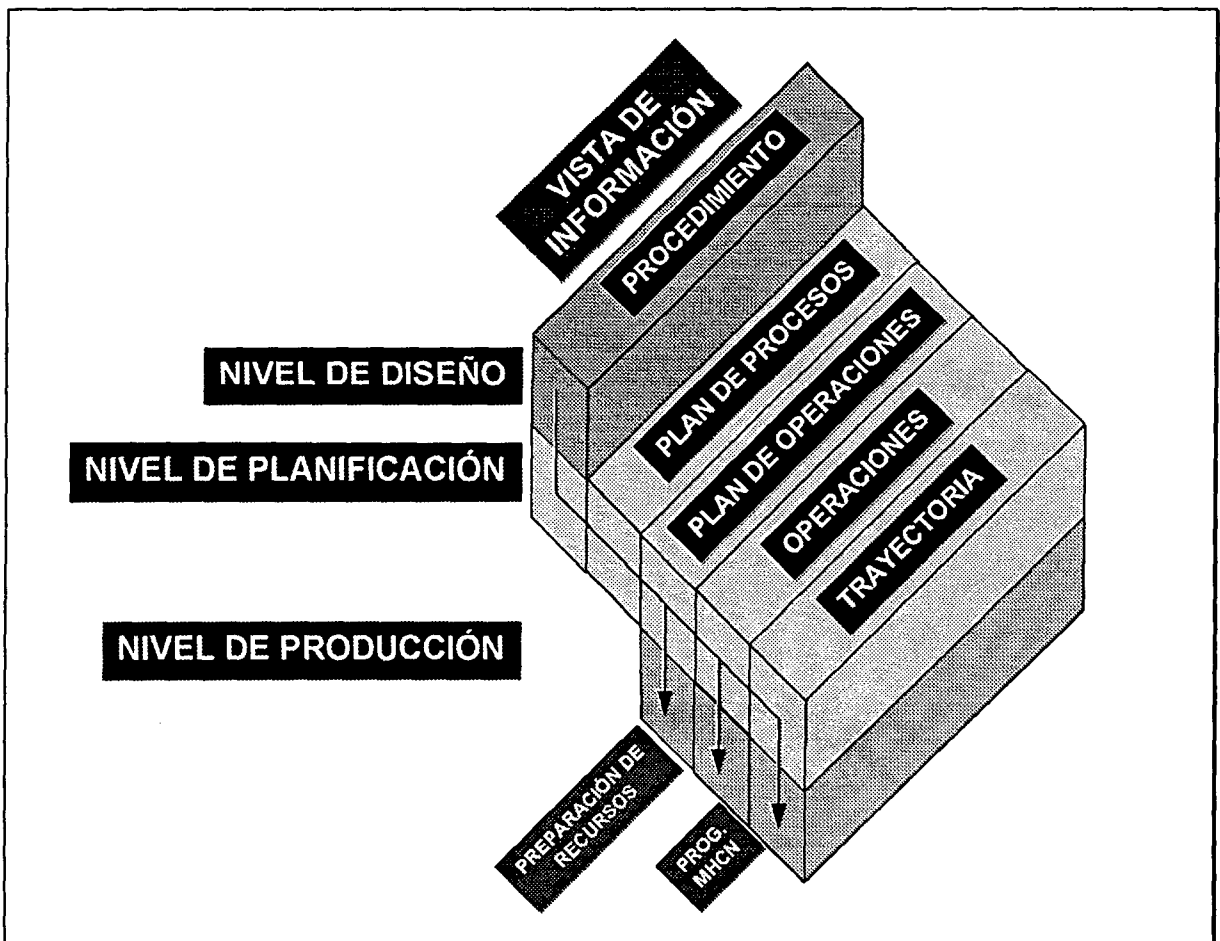 VISTA DE
INFORMACIÓN
PROCEDIMIENTO
PLAN DE PROCESOS
PLAN DE OPERACIONES
OPERACIONES
TRAYECTORIA
NIVEL DE DISEÑO
NIVEL DE PLANIFICACIÓN
NIVEL DE PRODUCCIÓN
PREPARACIÓN DE
RECURSOS
PROG.
MHCN